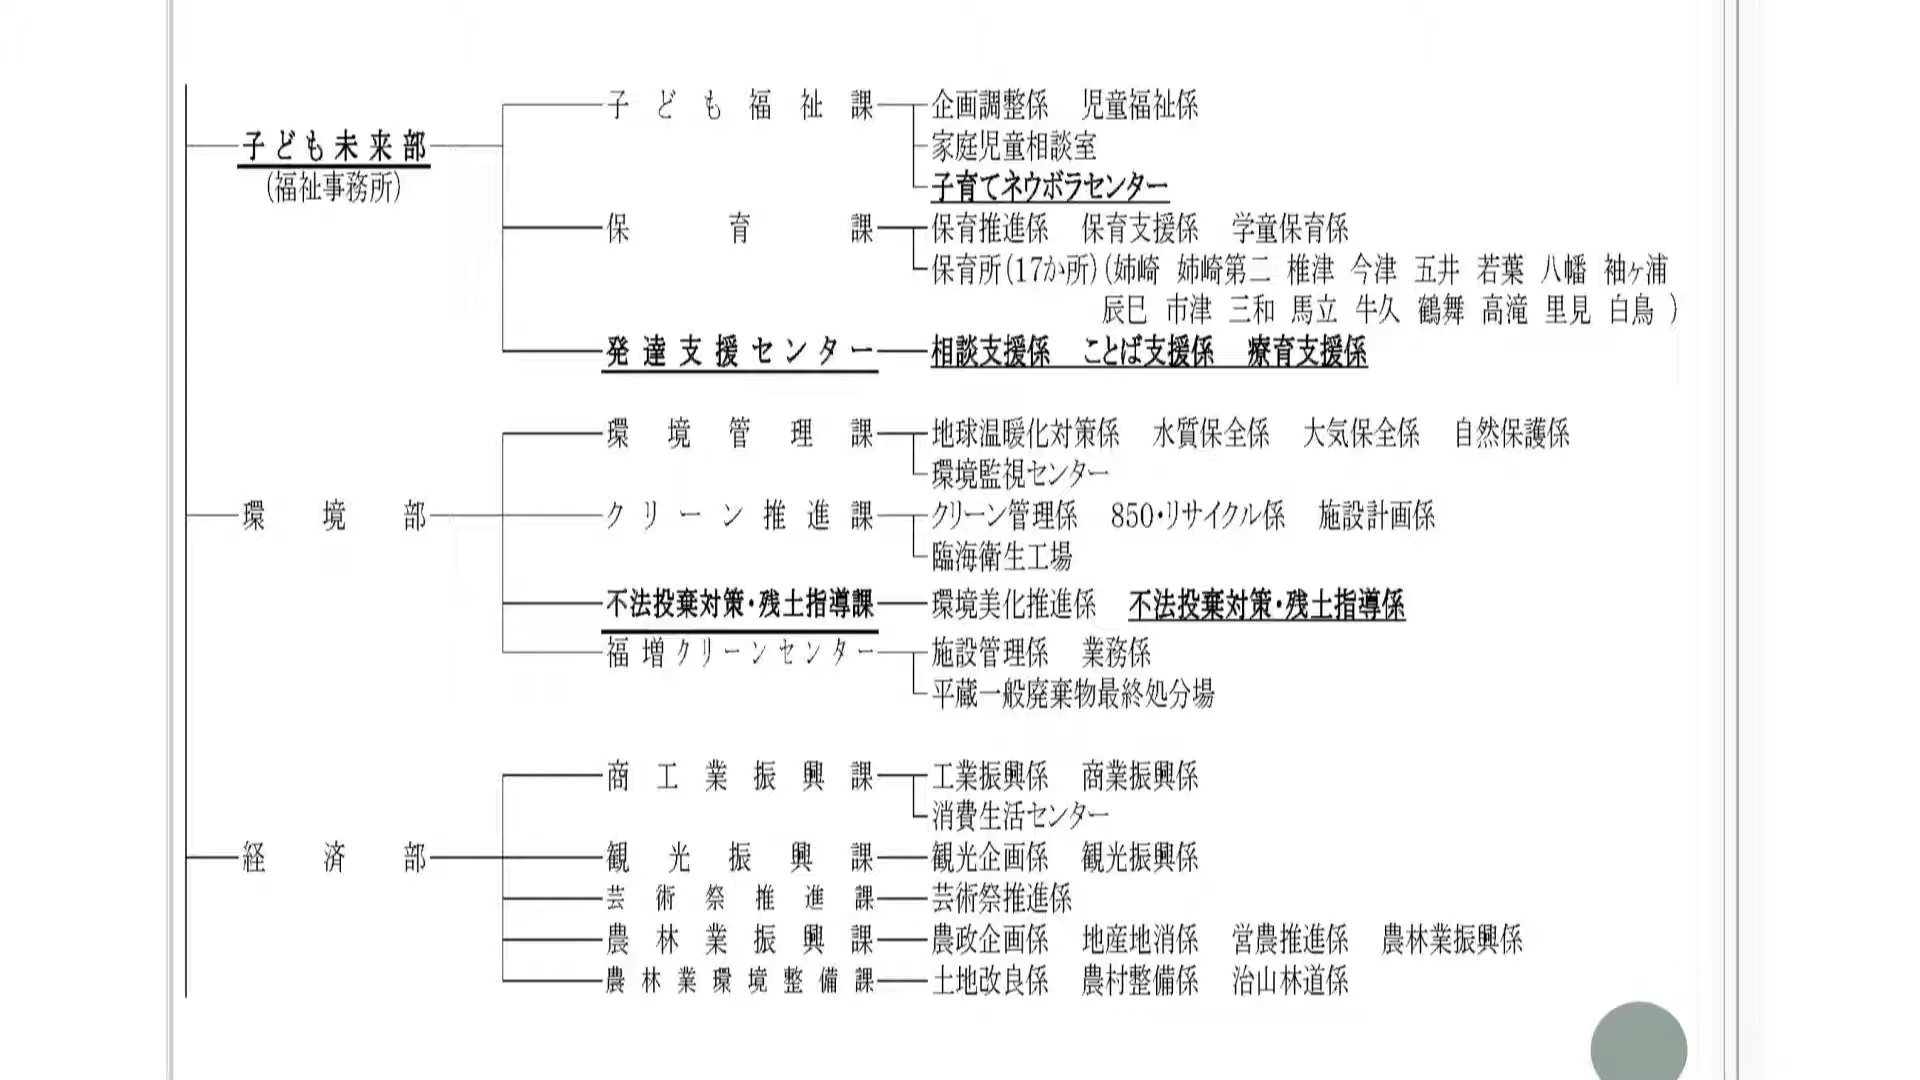 子ども福祉課 企画調整係 児童福祉係
子ども未来部 家庭児童相談室
(福祉事務所) 子育てネウボラセンター
保育課 保育推進係 保育支援係 学童保育係
保育所(17か所)(姉崎 姉崎第二 椎津 今津 五井 若葉 八幡 袖ヶ浦
辰巳 市津 三和 馬立 牛久 鶴舞 高滝 里見 白鳥 )
発達支援センター 相談支援係 ことば支援係 療育支援係
環境管理課 地球温暖化対策係 水質保全係 大気保全係 自然保護係
環境監視センター
環境部 クリーン推進課 クリーン管理係 850・リサイクル係 施設計画係
臨海衛生工場
不法投棄対策・残土指導課 環境美化推進係 不法投棄対策・残土指導係
福増クリーンセンター 施設管理係 業務係
平蔵一般廃棄物最終処分場
商工業振興課 工業振興係 商業振興係
消費生活センター
経済部 観光振興課 観光企画係 観光振興係
芸術祭推進課 芸術祭推進係
農林業振興課 農政企画係 地産地消係 営農推進係 農林業振興係
農林業環境整備課 土地改良係 農村整備係 治山林道係